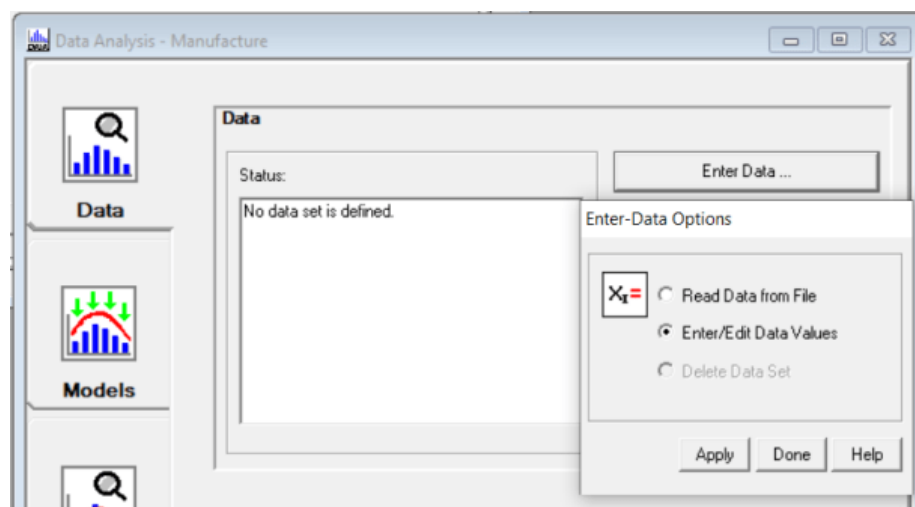 Data Analysis - Manufacture
Data
Data
Status:
No data set is defined.
Enter Data ...
Models
Enter-Data Options
X_I=
Read Data from File
Enter/Edit Data Values
Delete Data Set
Apply
Done
Help